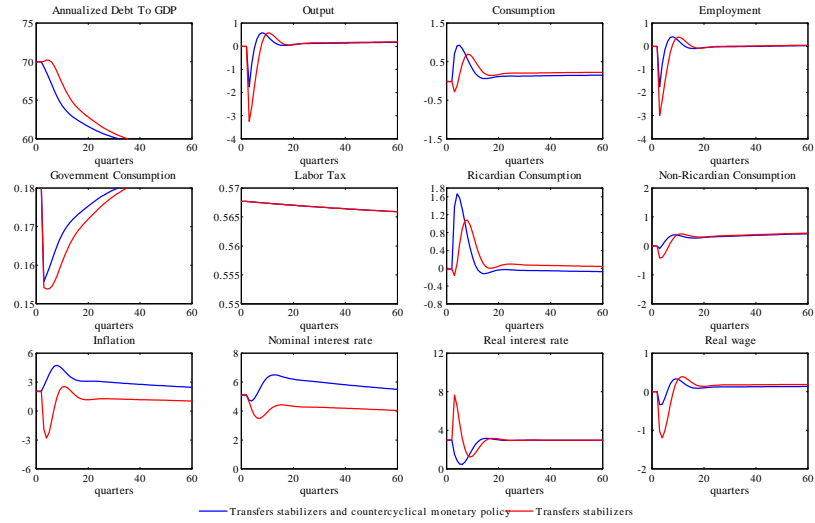 Annualized Debt To GDP
Output
Consumption
Employment
75
70
65
60
0 20 40 60
quarters
1
0
-1
-2
-3
-4
0 20 40 60
quarters
1.5
0.5
-0.5
-1.5
0 20 40 60
quarters
1
0
-1
-2
-3
-4
0 20 40 60
quarters
Government Consumption
Labor Tax
Ricardian Consumption
Non-Ricardian Consumption
0.18
0.17
0.16
0.15
0 20 40 60
quarters
0.57
0.565
0.56
0.555
0.55
0 20 40 60
quarters
1.8
1.2
0.6
0
-0.4
-0.8
0 20 40 60
quarters
2
1
0
-1
-2
0 20 40 60
quarters
Inflation
Nominal interest rate
Real interest rate
Real wage
6
3
0
-3
-6
0 20 40 60
quarters
8
6
4
2
0
0 20 40 60
quarters
12
9
6
3
0
0 20 40 60
quarters
1
0
-1
-2
0 20 40 60
quarters
Transfers stabilizers and countercyclical monetary policy
Transfers stabilizers